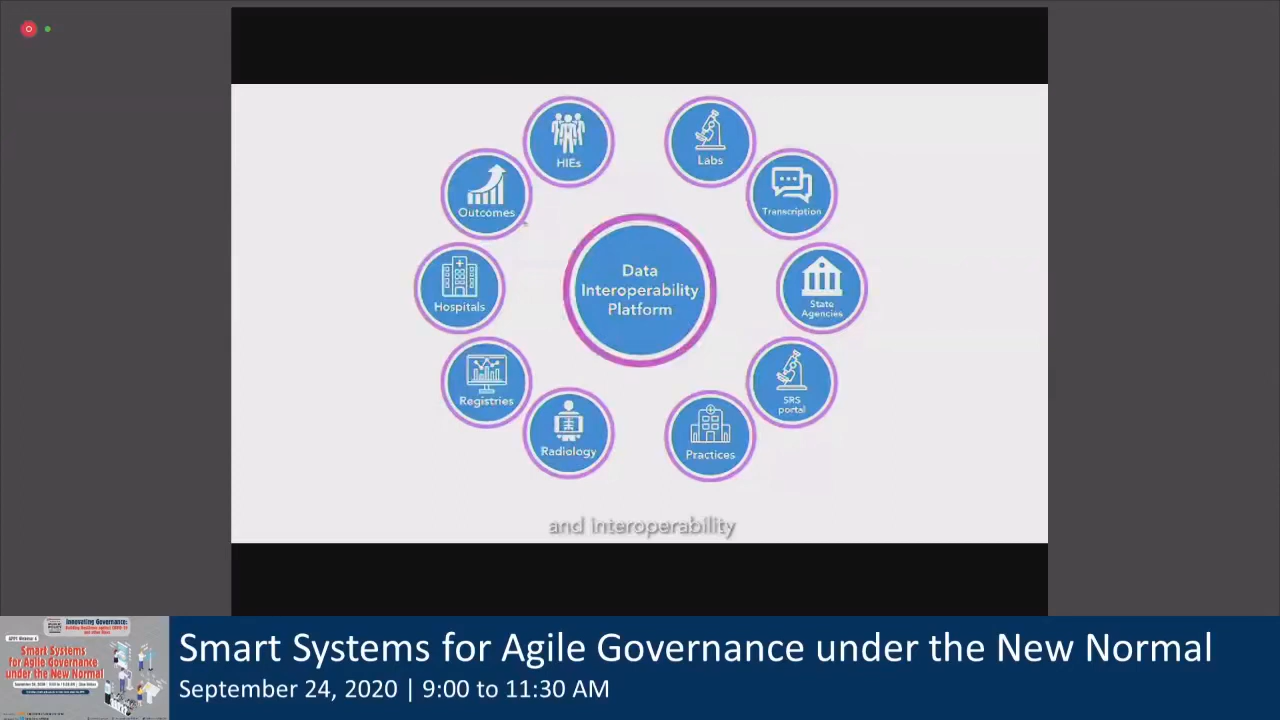 HIEs
Labs
Outcomes
Transcription
Data
Interoperability
Platform
Hospitals
State
Agencies
Registries
SRS
portal
Radiology
Practices
and interoperability
Innovating Governance:
Smart Systems
for Agile Governance
under the New Normal
Smart Systems for Agile Governance under the New Normal
September 24, 2020 | 9:00 to 11:30 AM